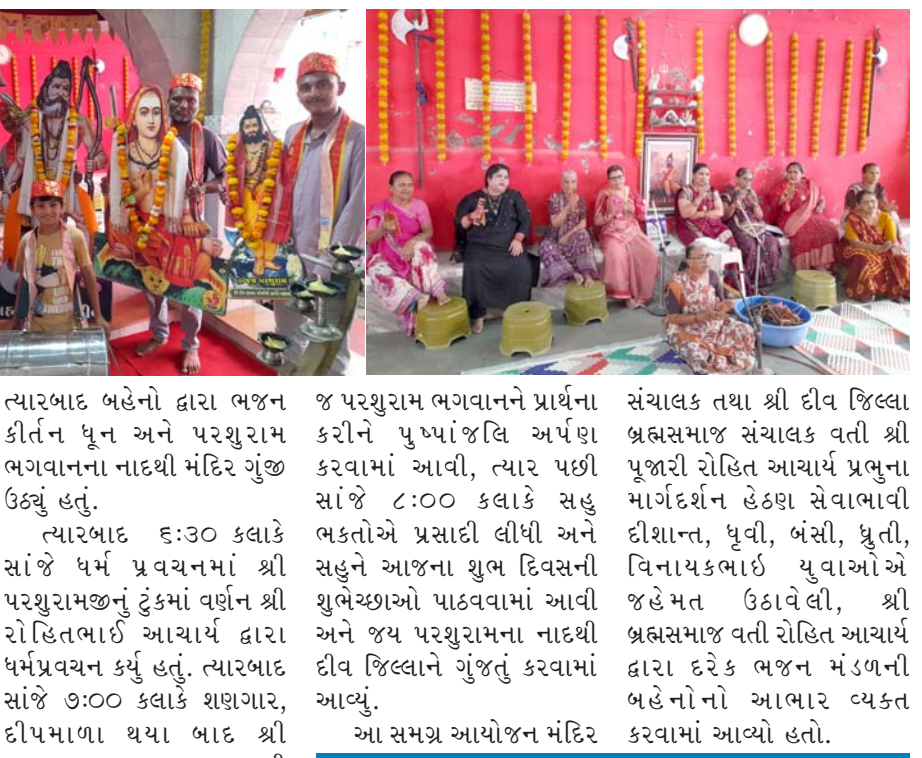 ત્યારબાદ બહેનો દ્વારા ભજન
કીર્તન ધૂન અને પરશુરામ
ભગવાનના નાદથી મંદિર ગુંજી
ઉઠ્યું હતું.
ત્યારબાદ ૬:૩૦ કલાકે
સાંજે ધર્મ પ્રવચનમાં શ્રી
પરશુરામજીનું ટુંકમાં વર્ણન શ્રી
રોહિતભાઈ આચાર્ય દ્વારા
ધર્મપ્રવચન કર્યુ હતું. ત્યારબાદ
સાંજે ૭:૦૦ કલાકે શણગાર,
દીપમાળા થયા બાદ શ્રી
જ પરશુરામ ભગવાનને પ્રાર્થના
કરીને પુષ્પાંજલિ અર્પણ
કરવામાં આવી, ત્યાર પછી
સાંજે ૮:૦૦ કલાકે સહુ
ભકતોએ પ્રસાદી લીધી અને
સહુને આજના શુભ દિવસની
શુભેચ્છાઓ પાઠવવામાં આવી
અને જય પરશુરામના નાદથી
દીવ જિલ્લાને ગુંજતું કરવામાં
આવ્યું.
આ સમગ્ર આયોજન મંદિર
સંચાલક તથા શ્રી દીવ જિલ્લા
બ્રહ્મસમાજ સંચાલક વતી શ્રી
પૂજારી રોહિત આચાર્ય પ્રભુના
માર્ગદર્શન હેઠણ સેવાભાવી
દીશાન્ત, ધૃવી, બંસી, ધ્રુતી,
વિનાયકભાઇ યુવાઓએ
જહેમત ઉઠાવેલી, શ્રી
બ્રહ્મસમાજ વતી રોહિત આચાર્ય
દ્વારા દરેક ભજન મંડળની
બહેનોનો આભાર વ્યક્ત
કરવામાં આવ્યો હતો.